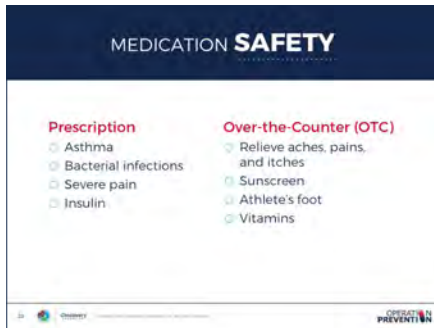 MEDICATION SAFETY
Prescription
Asthma
Bacterial infections
Severe pain
Insulin
Over-the-Counter (OTC)
Relieve aches, pains,
and itches
Sunscreen
Athlete's foot
Vitamins
Discovery
OPERATION
PREVENTION